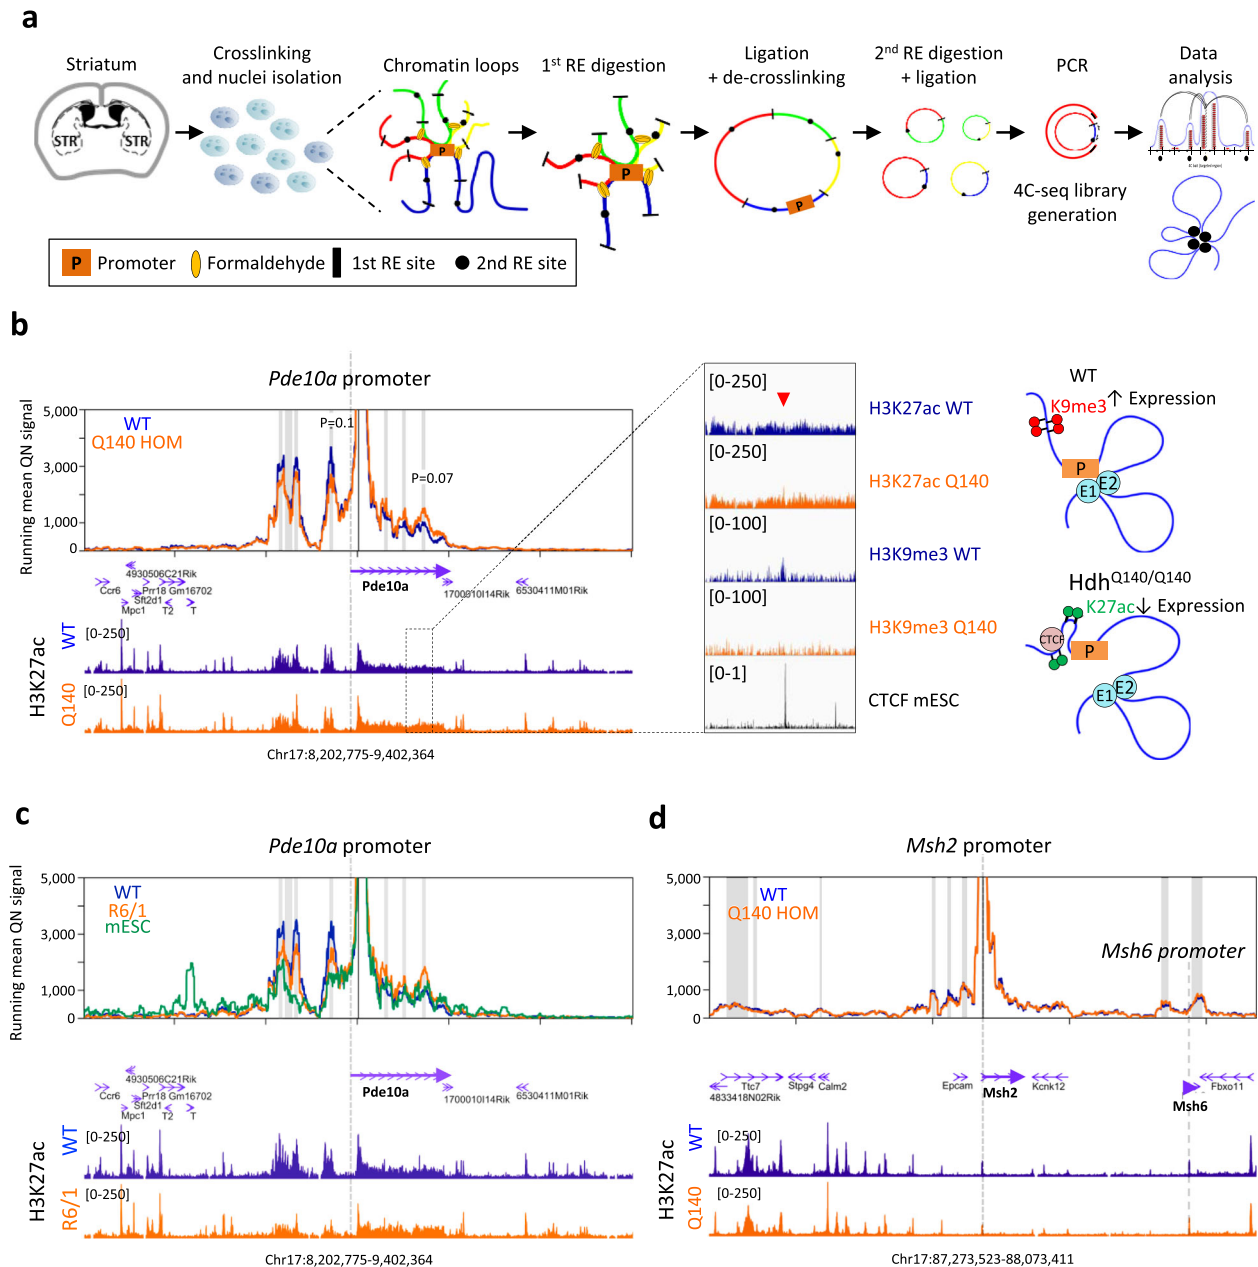 a
Striatum
STR
STR
Crosslinking
and nuclei isolation
Chromatin loops
P
1st RE digestion
P
Ligation
+ de-crosslinking
P
2nd RE digestion
+ ligation
PCR
4C-seq library
generation
Data
analysis
P Promoter
Formaldehyde
1st RE site
2nd RE site
b
Pde10a promoter
Running mean QN signal
5,000
3,000
1,000
0
WT
Q140 HOM
P=0.1
P=0.07
4930506C21Rik
Ccr6
Prr18 Gm16702
Sft2d1
Mpc1
T2
T
Pde10a
1700010I14Rik
6530411M01Rik
H3K27ac
WT
[0-250]
Q140
[0-250]
Chr17:8,202,775-9,402,364
[0-250]
H3K27ac WT
[0-250]
H3K27ac Q140
[0-100]
H3K9me3 WT
[0-100]
H3K9me3 Q140
[0-1]
CTCF mESC
WT
K9me3
↑ Expression
P
E1
E2
HdhQ140/Q140
K27ac
↓ Expression
CTCF
P
E1
E2
c
Pde10a promoter
Running mean QN signal
5,000
3,000
1,000
0
WT
R6/1
mESC
4930506C21Rik
Ccr6
Prr18 Gm16702
Sft2d1
Mpc1
T2
T
Pde10a
1700010I14Rik
6530411M01Rik
H3K27ac
WT
[0-250]
R6/1
[0-250]
Chr17:8,202,775-9,402,364
d
Msh2 promoter
5,000
3,000
1,000
0
WT
Q140 HOM
Msh6 promoter
Ttc7
Stpg4
Calm2
4833418N02Rik
Epcam
Msh2
Kcnk12
Msh6
Fbxo11
H3K27ac
WT
[0-250]
Q140
[0-250]
Chr17:87,273,523-88,073,411